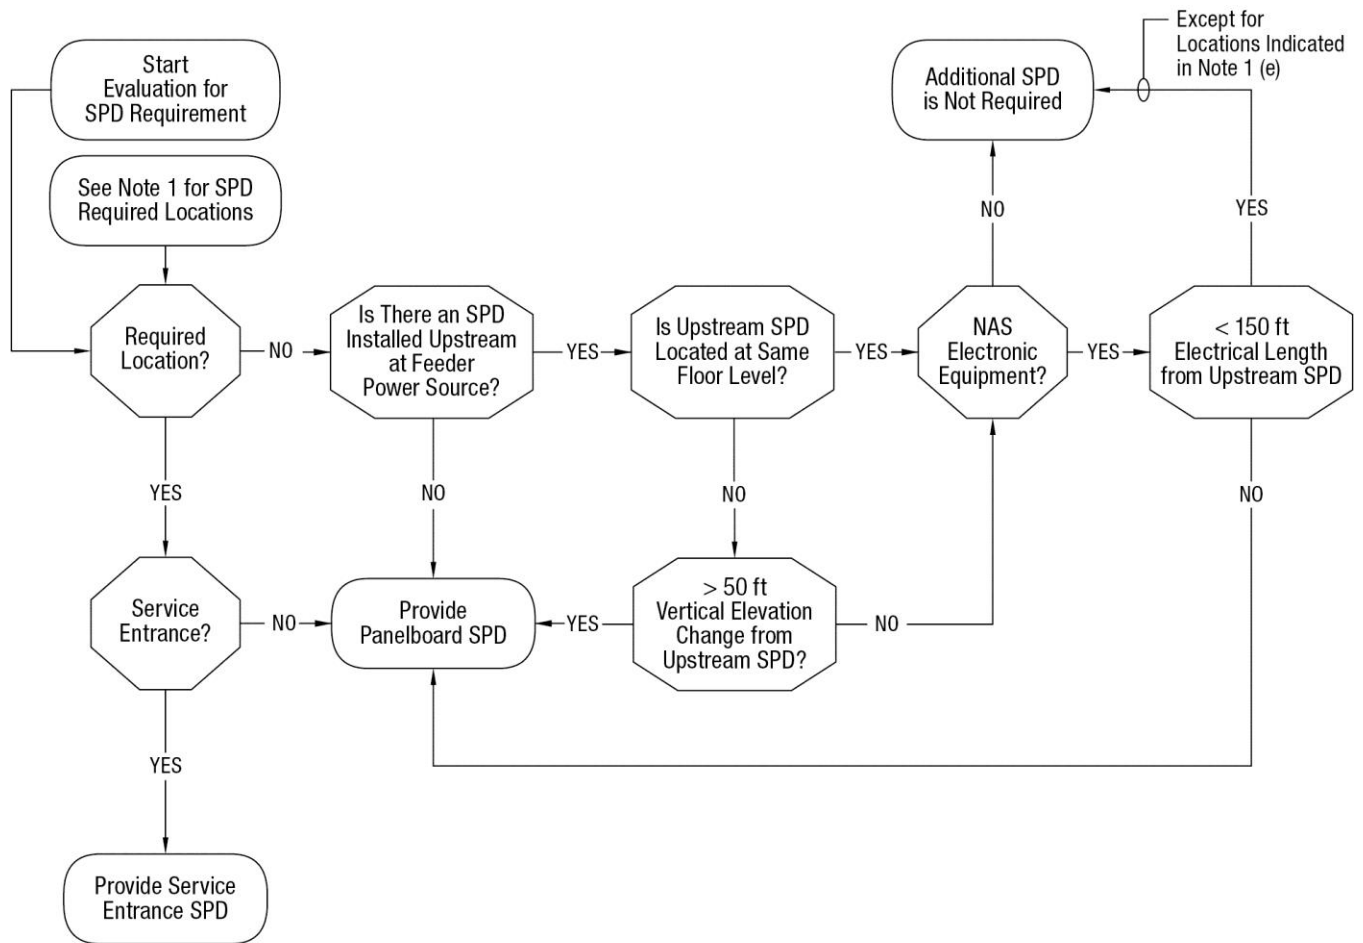 Start
Evaluation for
SPD Requirement
See Note 1 for SPD
Required Locations
Required
Location?
NO
Is There an SPD
Installed Upstream
at Feeder
Power Source?
YES
Is Upstream SPD
Located at Same
Floor Level?
YES
NAS
Electronic
Equipment?
YES
< 150 ft
Electrical Length
from Upstream SPD
NO
YES
Additional SPD
is Not Required
Except for
Locations Indicated
in Note 1 (e)
YES
NO
NO
NO
Service
Entrance?
NO
Provide
Panelboard SPD
YES
> 50 ft
Vertical Elevation
Change from
Upstream SPD?
NO
YES
Provide Service
Entrance SPD